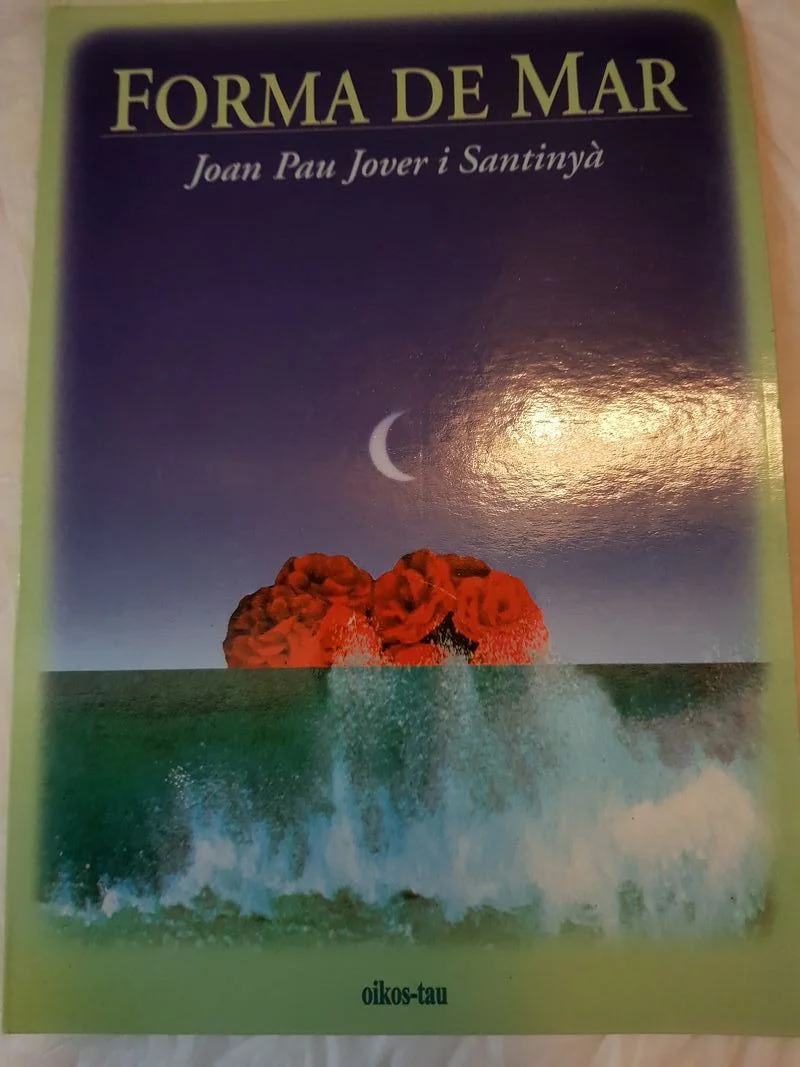 FORMA DE MAR
Joan Pau Jover i Santinyà
oikos-tau